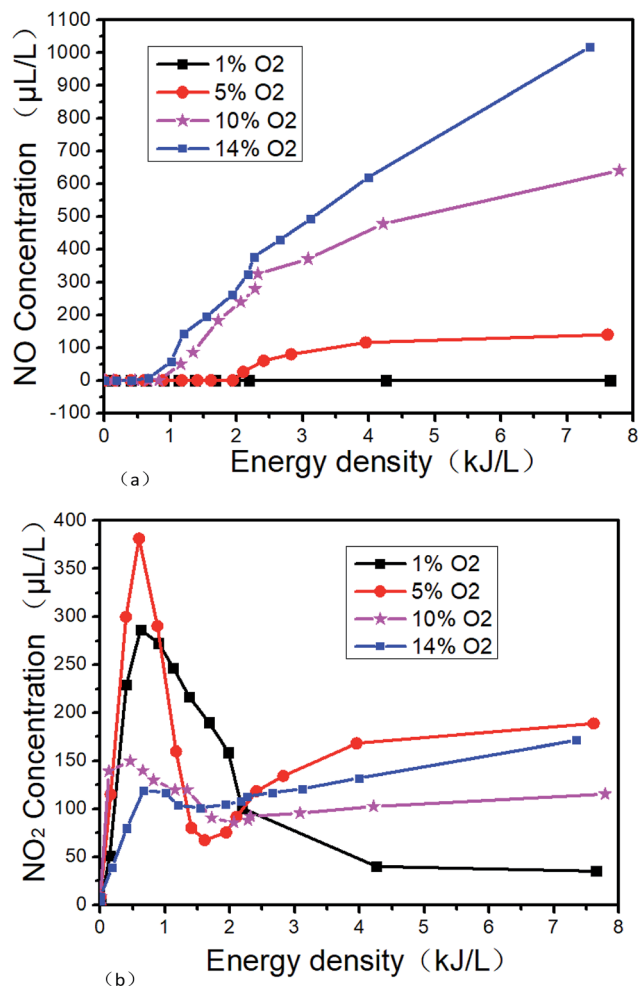 1100
1000
900
800
700
600
500
400
300
200
100
0
-100
NO Concentration（μL/L）
1% O2
5% O2
10% O2
14% O2
0 1 2 3 4 5 6 7 8
Energy density（kJ/L）
（a）
400
350
300
250
200
150
100
50
0
NO₂ Concentration（μL/L）
1% O2
5% O2
10% O2
14% O2
0 1 2 3 4 5 6 7 8
Energy density（kJ/L）
（b）